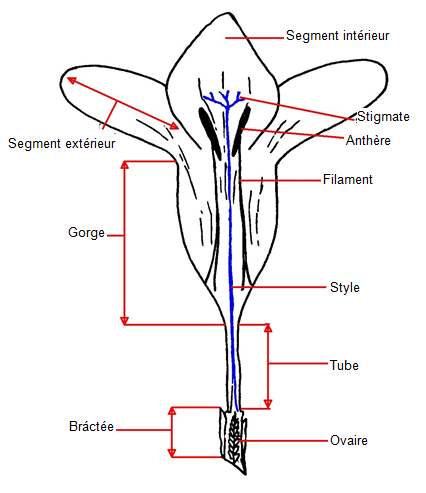 Segment intérieur
Stigmate
Segment extérieur
Anthère
Filament
Gorge
Style
Tube
Bráctée
Ovaire